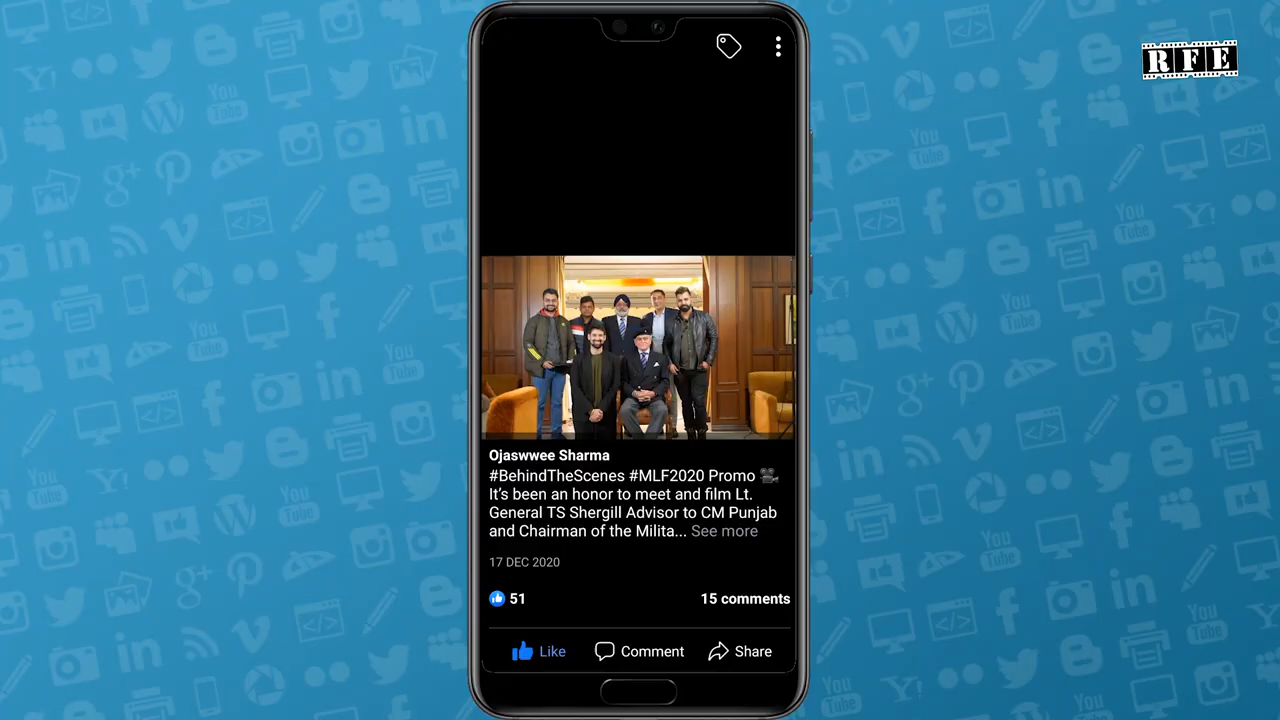 RFE
Ojaswwee Sharma
#BehindTheScenes #MLF2020 Promo
It's been an honor to meet and film Lt.
General TS Shergill Advisor to CM Punjab
and Chairman of the Milita... See more
17 DEC 2020
51
15 comments
Like
Comment
Share